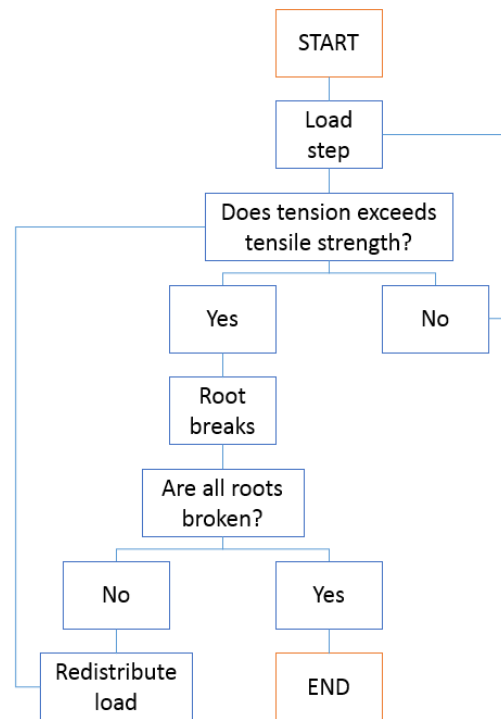 START
Load
step
Does tension exceeds
tensile strength?
Yes
No
Root
breaks
Are all roots
broken?
No
Yes
Redistribute
load
END